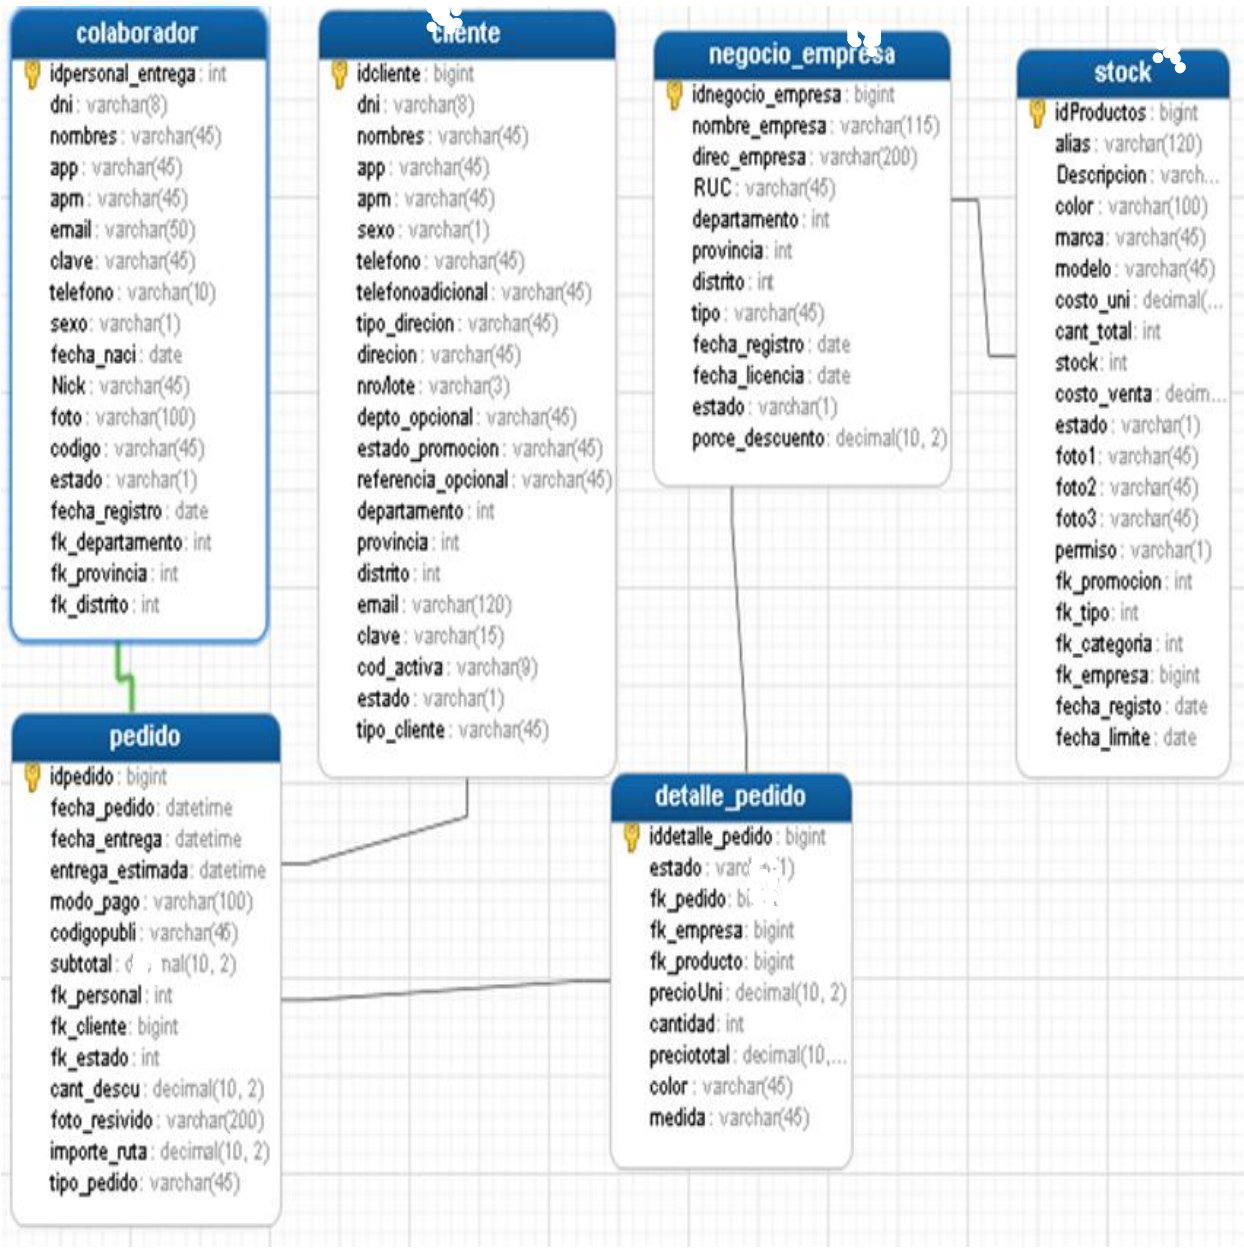 colaborador
idpersonal_entrega : int
dni : varchar(8)
nombres : varchar(45)
app : varchar(45)
apm : varchar(45)
email : varchar(50)
clave : varchar(45)
telefono : varchar(10)
sexo : varchar(1)
fecha_naci : date
Nick : varchar(45)
foto : varchar(100)
codigo : varchar(45)
estado : varchar(1)
fecha_registro : date
fk_departamento : int
fk_provincia : int
fk_distrito : int
cliente
idcliente : bigint
dni : varchar(8)
nombres : varchar(45)
app : varchar(45)
apm : varchar(45)
sexo : varchar(1)
telefono : varchar(45)
telefonoadicional : varchar(45)
tipo_direcion : varchar(45)
direcion : varchar(45)
nro/lote : varchar(3)
depto_opcional : varchar(45)
estado_promocion : varchar(45)
referencia_opcional : varchar(45)
departamento : int
provincia : int
distrito : int
email : varchar(120)
clave : varchar(15)
cod_activa : varchar(9)
estado : varchar(1)
tipo_cliente : varchar(45)
negocio_empresa
idnegocio_empresa : bigint
nombre_empresa : varchar(115)
direc_empresa : varchar(200)
RUC : varchar(45)
departamento : int
provincia : int
distrito : int
tipo : varchar(45)
fecha_registro : date
fecha_licencia : date
estado : varchar(1)
porce_descuento : decimal(10, 2)
stock
idProductos : bigint
alias : varchar(120)
Descripcion : varch...
color : varchar(100)
marca : varchar(45)
modelo : varchar(45)
costo_uni : decimal(...
cant_total : int
stock : int
costo_venta : decim...
estado : varchar(1)
foto1 : varchar(45)
foto2 : varchar(45)
foto3 : varchar(45)
permiso : varchar(1)
fk_promocion : int
fk_tipo : int
fk_categoria : int
fk_empresa : bigint
fecha_registo : date
fecha_limite : date
pedido
idpedido : bigint
fecha_pedido : datetime
fecha_entrega : datetime
entrega_estimada : datetime
modo_pago : varchar(100)
codigopubli : varchar(45)
subtotal :
fk_personal : int
fk_cliente : bigint
fk_estado : int
cant_descu : decimal(10, 2)
foto_resivido : varchar(200)
importe_ruta : decimal(10, 2)
tipo_pedido : varchar(45)
detalle_pedido
iddetalle_pedido : bigint
estado :
fk_pedido :
fk_empresa : bigint
fk_producto : bigint
precioUni : decimal(10, 2)
cantidad : int
preciototal : decimal(10,...
color : varchar(45)
medida : varchar(45)